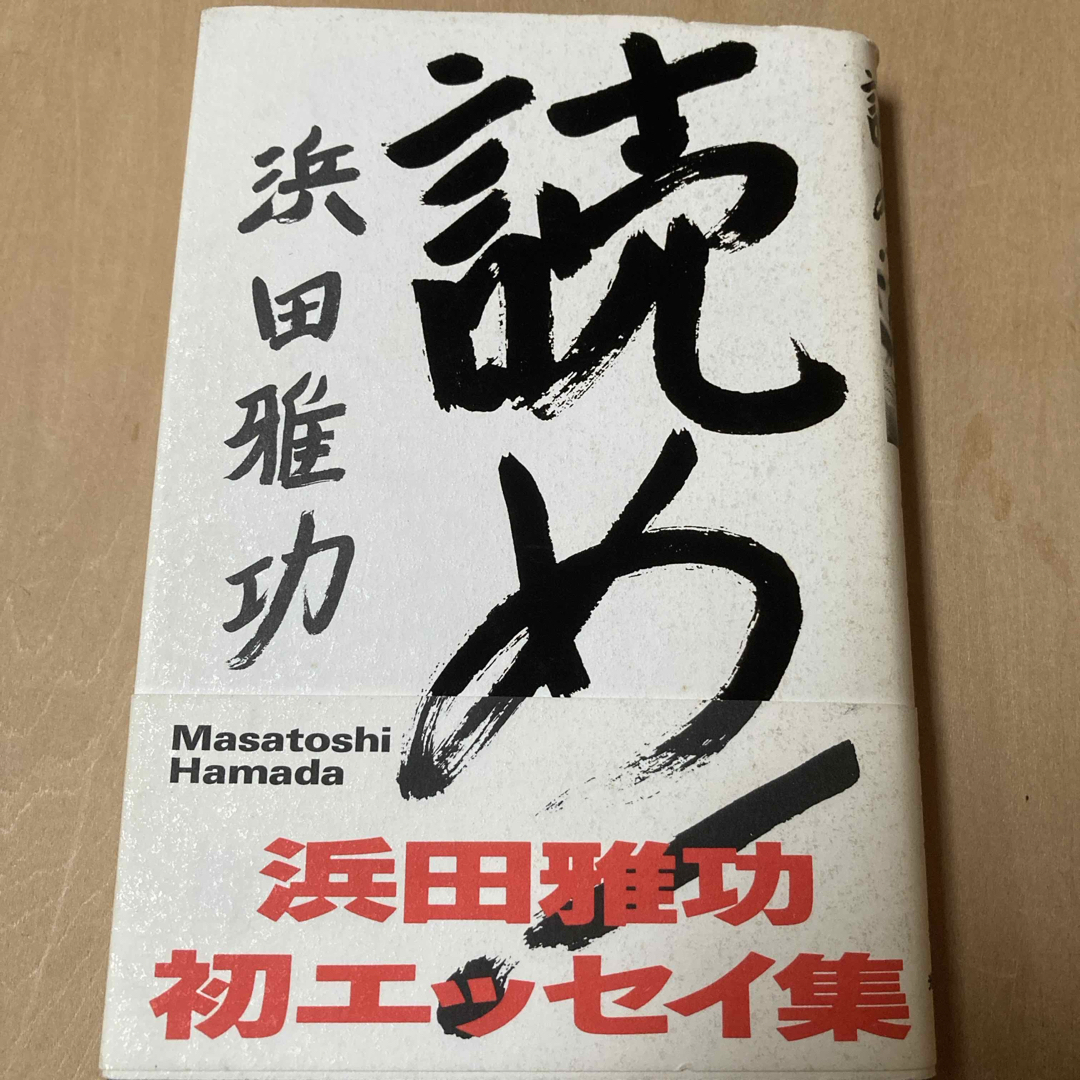 読め!
浜田雅功
Masatoshi
Hamada
浜田雅功
初エッセイ集